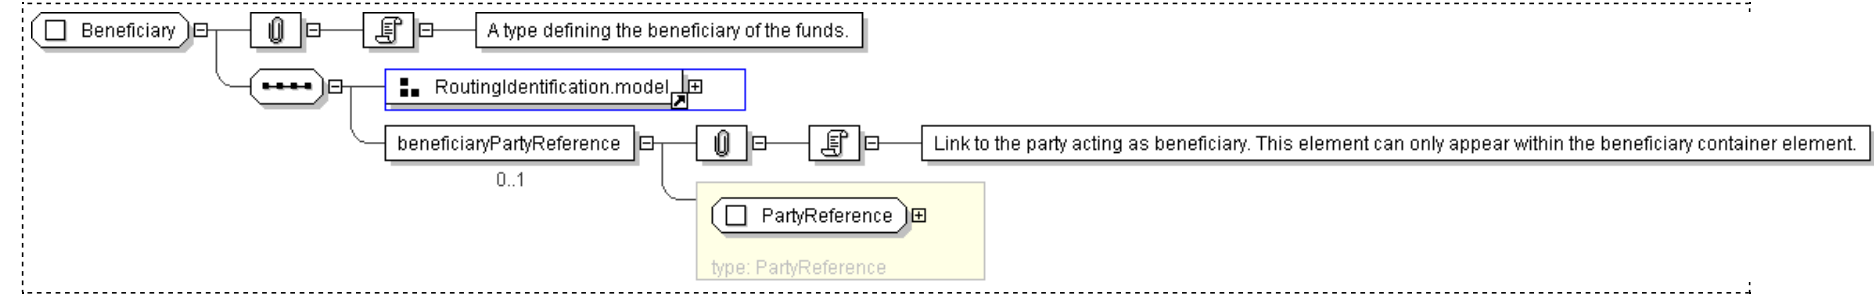 Beneficiary
A type defining the beneficiary of the funds.
RoutingIdentification.model
beneficiaryPartyReference
Link to the party acting as beneficiary. This element can only appear within the beneficiary container element.
0..1
PartyReference
type: PartyReference